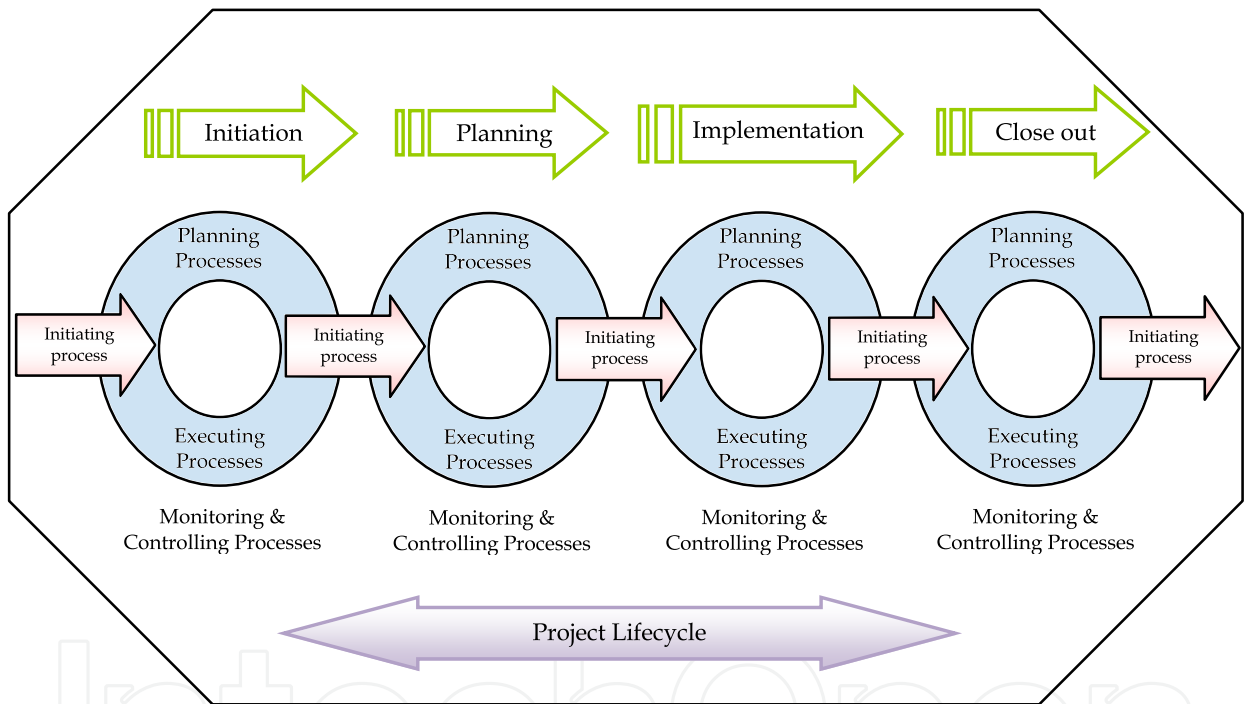 Initiation
Planning
Implementation
Close out
Planning
Processes
Planning
Processes
Planning
Processes
Planning
Processes
Initiating
process
Initiating
process
Initiating
process
Initiating
process
Initiating
process
Executing
Processes
Executing
Processes
Executing
Processes
Executing
Processes
Monitoring &
Controlling Processes
Monitoring &
Controlling Processes
Monitoring &
Controlling Processes
Monitoring &
Controlling Processes
Project Lifecycle
IntechOpen